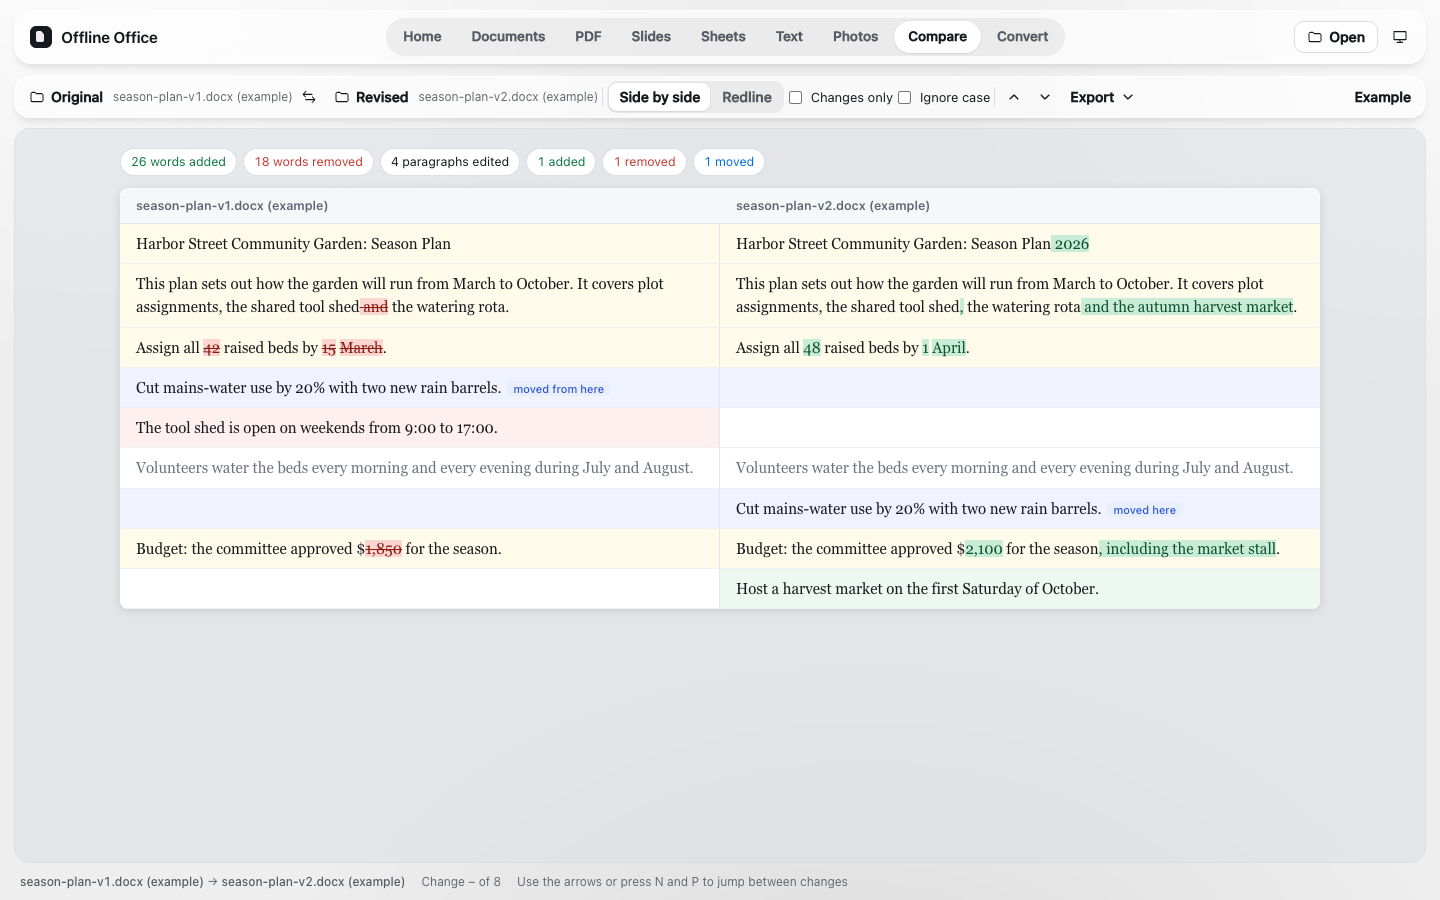 Offline Office
Home Documents PDF Slides Sheets Text Photos Compare Convert
Open
Original season-plan-v1.docx (example) Revised season-plan-v2.docx (example) Side by side Redline Changes only Ignore case Export Example
26 words added 18 words removed 4 paragraphs edited 1 added 1 removed 1 moved
season-plan-v1.docx (example) season-plan-v2.docx (example)
Harbor Street Community Garden: Season Plan
Harbor Street Community Garden: Season Plan 2026
This plan sets out how the garden will run from March to October. It covers plot
assignments, the shared tool shed and the watering rota.
This plan sets out how the garden will run from March to October. It covers plot
assignments, the shared tool shed, the watering rota and the autumn harvest market.
Assign all 42 raised beds by 15 March.
Assign all 48 raised beds by 1 April.
Cut mains-water use by 20% with two new rain barrels. moved from here
The tool shed is open on weekends from 9:00 to 17:00.
Volunteers water the beds every morning and every evening during July and August.
Volunteers water the beds every morning and every evening during July and August.
Cut mains-water use by 20% with two new rain barrels. moved here
Budget: the committee approved $1,850 for the season.
Budget: the committee approved $2,100 for the season, including the market stall.
Host a harvest market on the first Saturday of October.
season-plan-v1.docx (example) → season-plan-v2.docx (example) Change – of 8 Use the arrows or press N and P to jump between changes